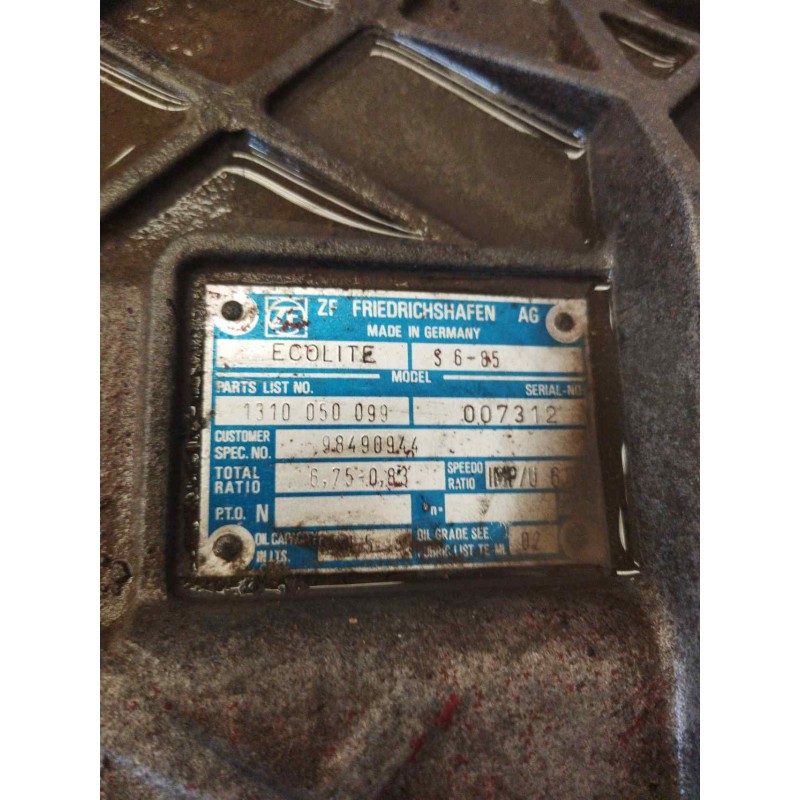 ZF FRIEDRICHSHAFEN AG
MADE IN GERMANY
ECOLITE S 6-85
MODEL
PARTS LIST NO. SERIAL-NO
1310 050 099 007312
CUSTOMER
SPEC. NO. 98490944
TOTAL RATIO 6,75-0,83 SPEEDO RATIO IMP/U 6
P.T.O. N n=
OIL CAPACITY OIL GRADE SEE
IN LTS. LIST TE-ML 02